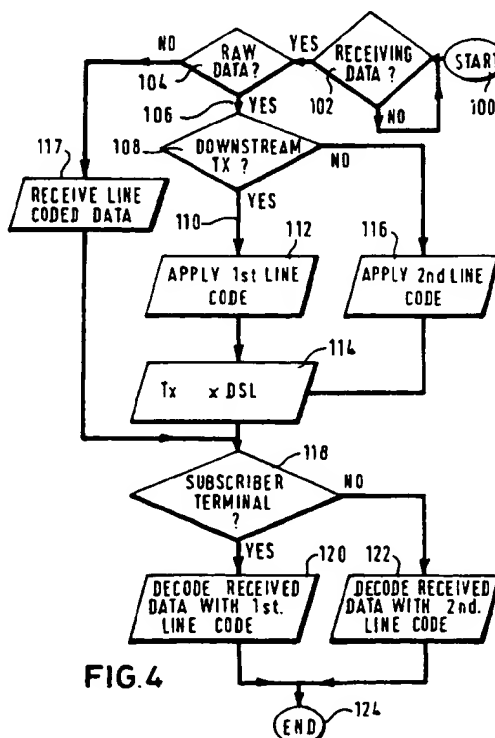 NO
RAW
DATA?
104
YES
RECEIVING
DATA ?
102
START
100
NO
106
YES
117
108
DOWNSTREAM
TX ?
NO
RECEIVE LINE
CODED DATA
110
YES
112
116
APPLY 1st LINE
CODE
APPLY 2nd LINE
CODE
114
Tx x DSL
118
SUBSCRIBER
TERMINAL
?
NO
YES
120
122
DECODE RECEIVED
DATA WITH 1st.
LINE CODE
DECODE RECEIVED
DATA WITH 2nd.
LINE CODE
FIG.4
END
124